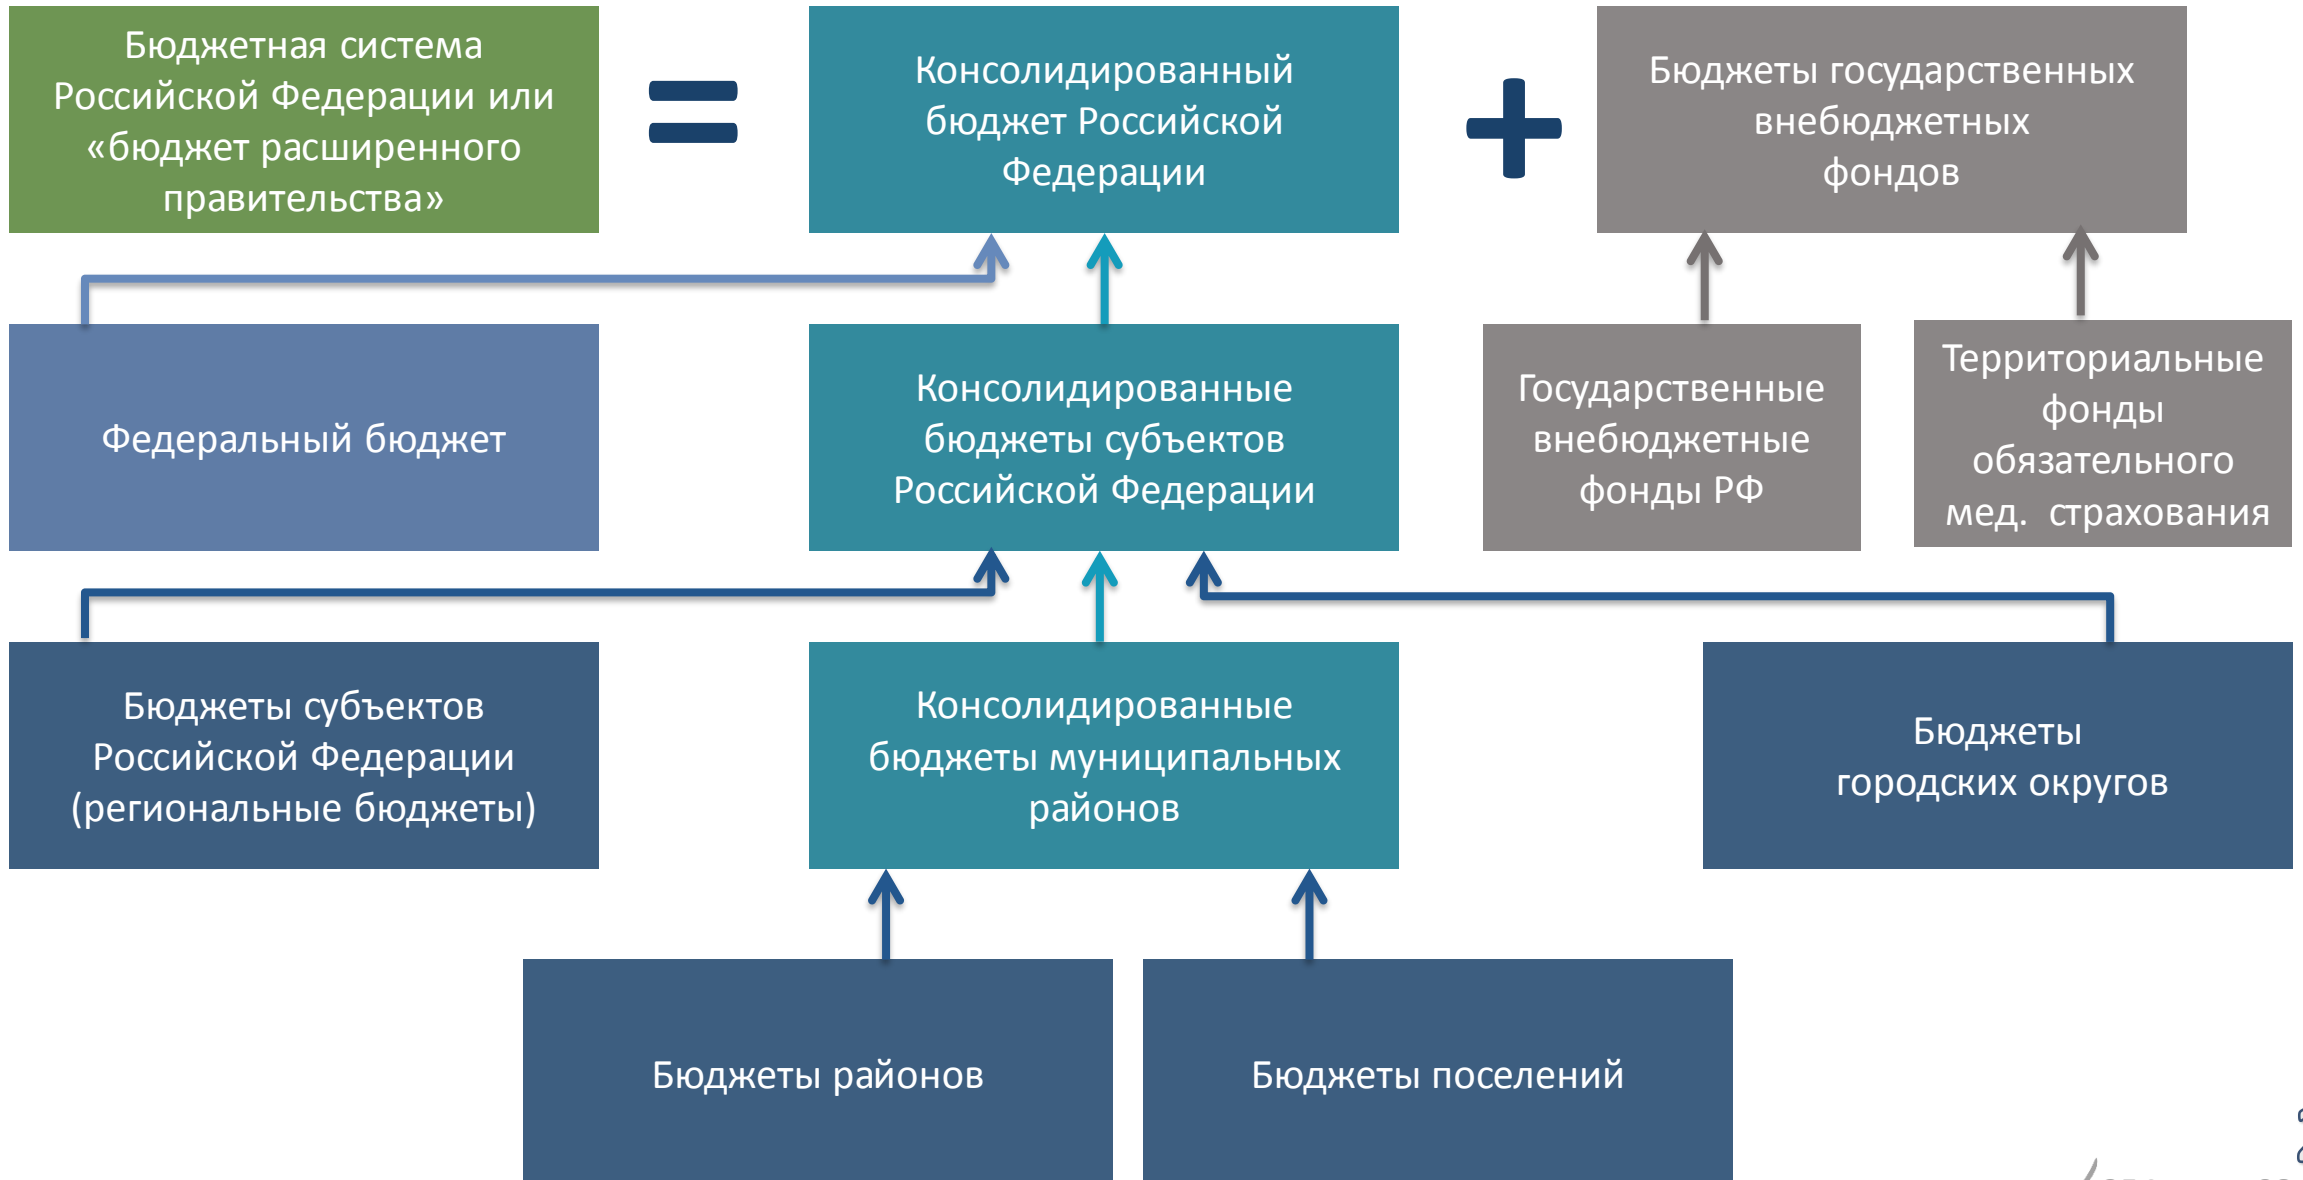 Бюджетная система
Российской Федерации или
«бюджет расширенного
правительства»
=
Консолидированный
бюджет Российской
Федерации
+
Бюджеты государственных
внебюджетных
фондов
Федеральный бюджет
Консолидированные
бюджеты субъектов
Российской Федерации
Государственные
внебюджетные
фонды РФ
Территориальные
фонды
обязательного
мед. страхования
Бюджеты субъектов
Российской Федерации
(региональные бюджеты)
Консолидированные
бюджеты муниципальных
районов
Бюджеты
городских округов
Бюджеты районов
Бюджеты поселений